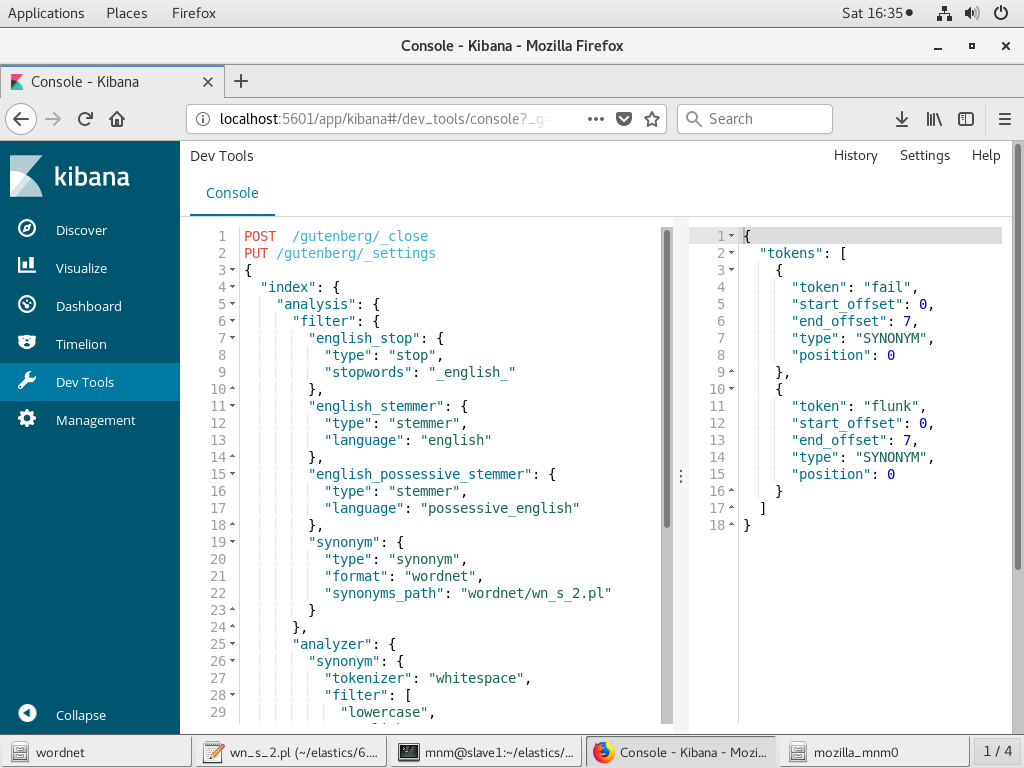 Applications Places Firefox Sat 16:35
Console - Kibana - Mozilla Firefox
Console - Kibana
localhost:5601/app/kibana#/dev_tools/console?_g= Search
kibana
Discover
Visualize
Dashboard
Timelion
Dev Tools
Management
Collapse
Dev Tools History Settings Help
Console
1 POST /gutenberg/_close
2 PUT /gutenberg/_settings
3 {
4 "index": {
5 "analysis": {
6 "filter": {
7 "english_stop": {
8 "type": "stop",
9 "stopwords": "_english_"
10 },
11 "english_stemmer": {
12 "type": "stemmer",
13 "language": "english"
14 },
15 "english_possessive_stemmer": {
16 "type": "stemmer",
17 "language": "possessive_english"
18 },
19 "synonym": {
20 "type": "synonym",
21 "format": "wordnet",
22 "synonyms_path": "wordnet/wn_s_2.pl"
23 }
24 },
25 "analyzer": {
26 "synonym": {
27 "tokenizer": "whitespace",
28 "filter": [
29 "lowercase",
1 {
2 "tokens": [
3 {
4 "token": "fail",
5 "start_offset": 0,
6 "end_offset": 7,
7 "type": "SYNONYM",
8 "position": 0
9 },
10 {
11 "token": "flunk",
12 "start_offset": 0,
13 "end_offset": 7,
14 "type": "SYNONYM",
15 "position": 0
16 }
17 ]
18 }
wordnet wn_s_2.pl (~/elastics/6.... mnm@slave1:~/elastics/... Console - Kibana - Mozi... mozilla_mnm0 1 / 4